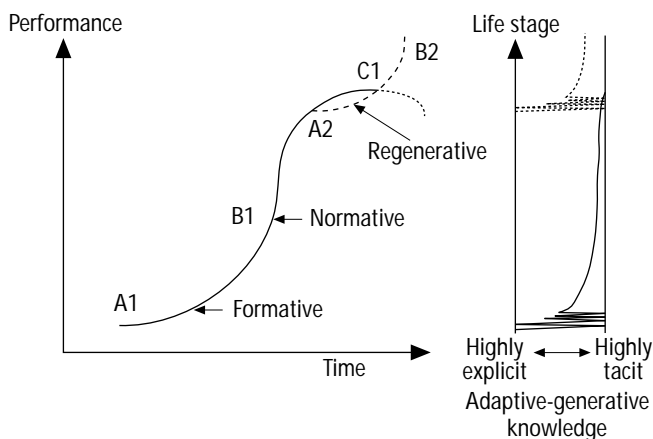 Performance
Life stage
B2
C1
A2
Regenerative
B1
Normative
A1
Formative
Time
Highly
explicit
Highly
tacit
Adaptive-generative
knowledge